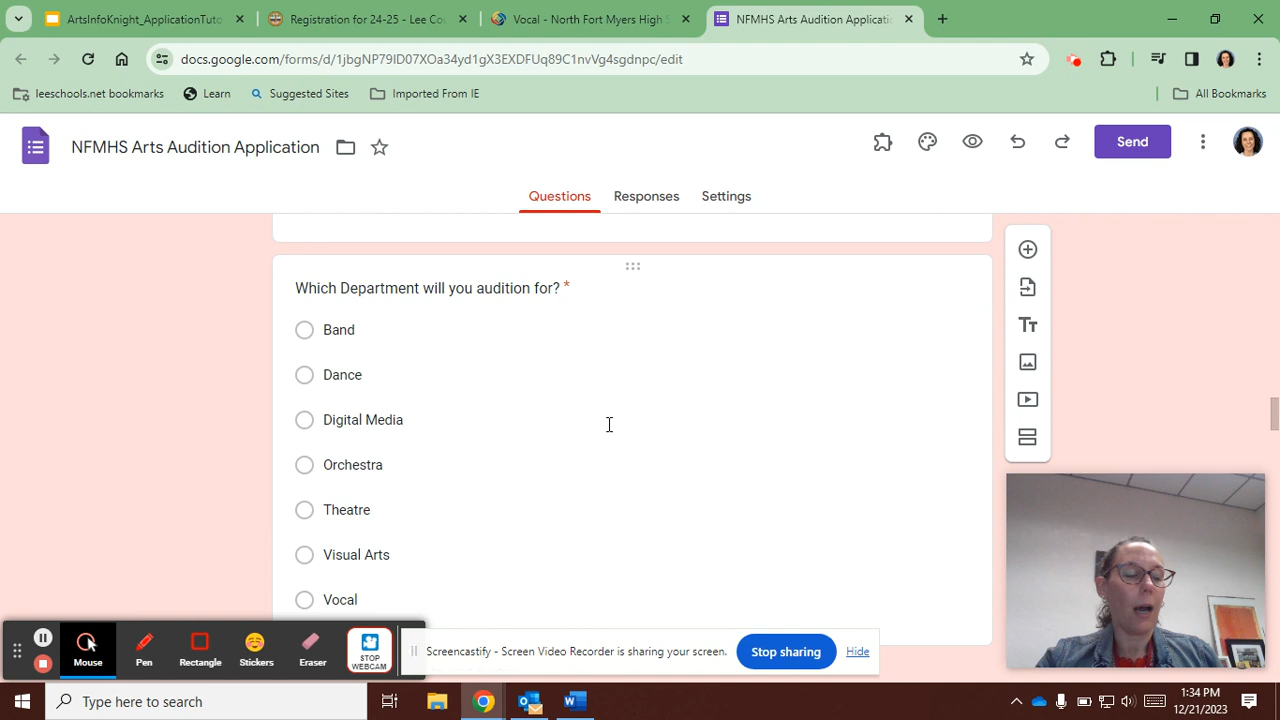 ArtsInfoKnight_ApplicationTuto
Registration for 24-25 - Lee Cou
Vocal - North Fort Myers High S
NFMHS Arts Audition Applicati
docs.google.com/forms/d/1jbgNP79ID07XOa34yd1gX3EXDFUq89C1nvVg4sgdnpc/edit
leeschools.net bookmarks
Learn
Suggested Sites
Imported From IE
All Bookmarks
NFMHS Arts Audition Application
Send
Questions
Responses
Settings
Which Department will you audition for? *
Band
Dance
Digital Media
Orchestra
Theatre
Visual Arts
Vocal
Mouse
Pen
Rectangle
Stickers
Eraser
STOP
WEBCAM
Screencastify - Screen Video Recorder is sharing your screen.
Stop sharing
Hide
Type here to search
1:34 PM
12/21/2023